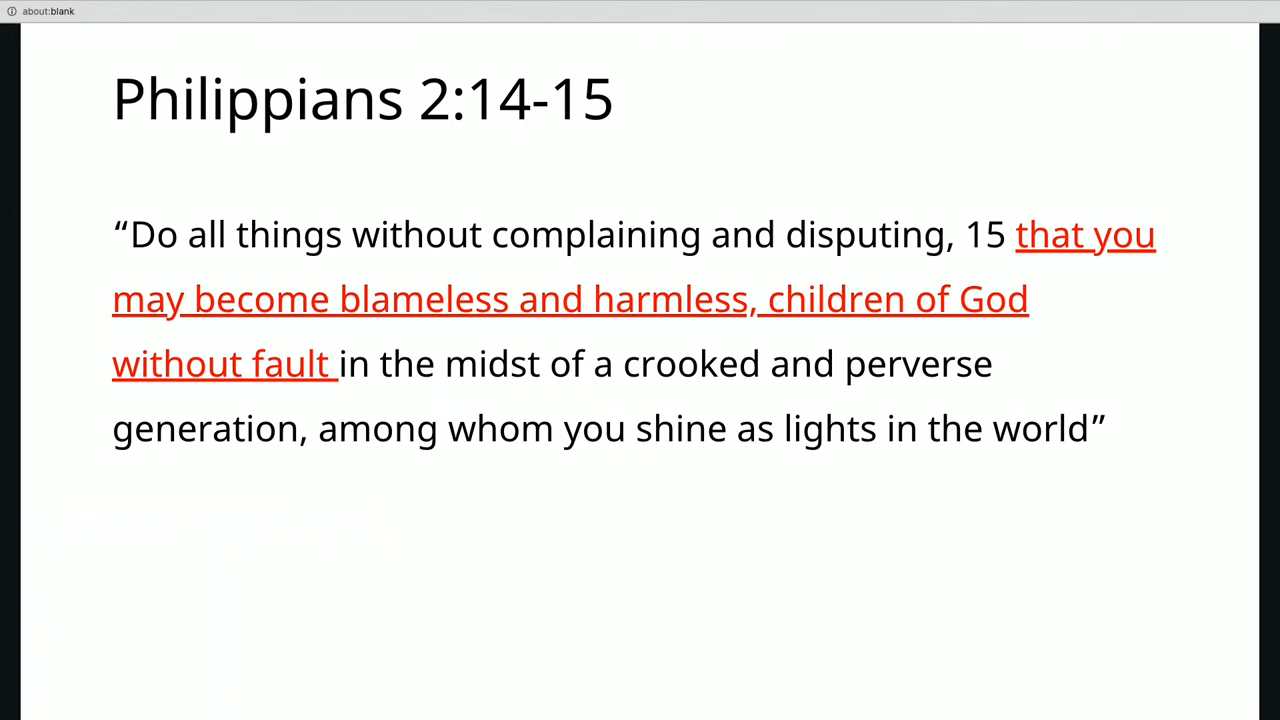 about:blank
Philippians 2:14-15
“Do all things without complaining and disputing, 15 that you
may become blameless and harmless, children of God
without fault in the midst of a crooked and perverse
generation, among whom you shine as lights in the world”